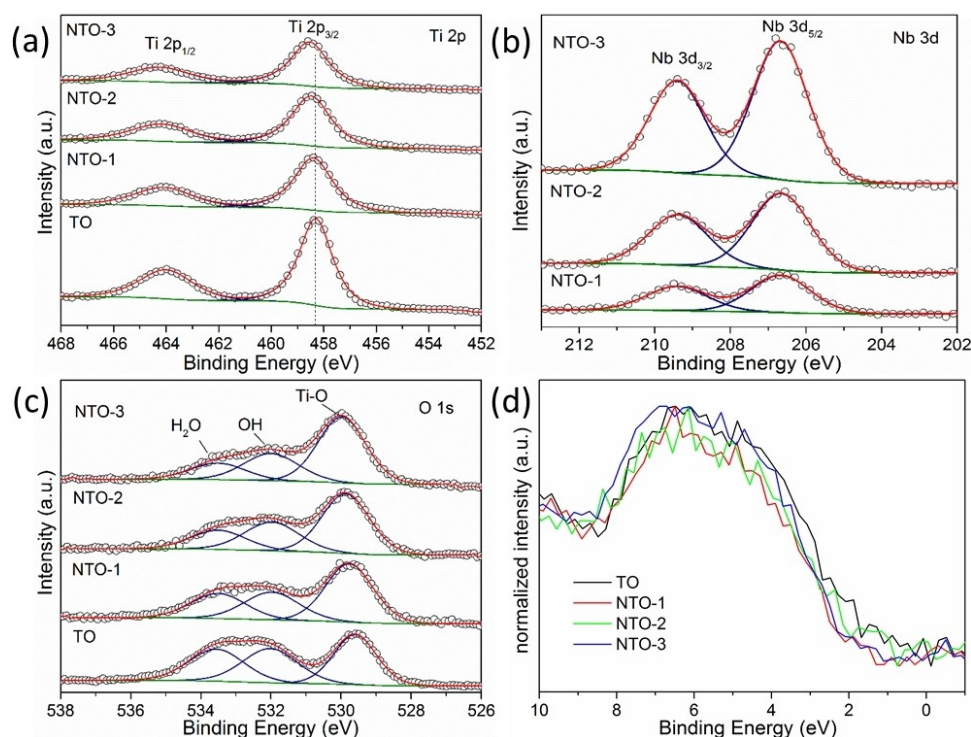 (a)
NTO-3
Ti 2p1/2
Ti 2p3/2
Ti 2p
NTO-2
NTO-1
TO
Intensity (a.u.)
468 466 464 462 460 458 456 454 452
Binding Energy (eV)
(b)
NTO-3
Nb 3d3/2
Nb 3d5/2
Nb 3d
NTO-2
NTO-1
Intensity (a.u.)
212 210 208 206 204 202
Binding Energy (eV)
(c)
NTO-3
H2O
OH
Ti-O
O 1s
NTO-2
NTO-1
TO
Intensity (a.u.)
538 536 534 532 530 528 526
Binding Energy (eV)
(d)
TO
NTO-1
NTO-2
NTO-3
normalized intensity (a.u.)
10 8 6 4 2 0
Binding Energy (eV)